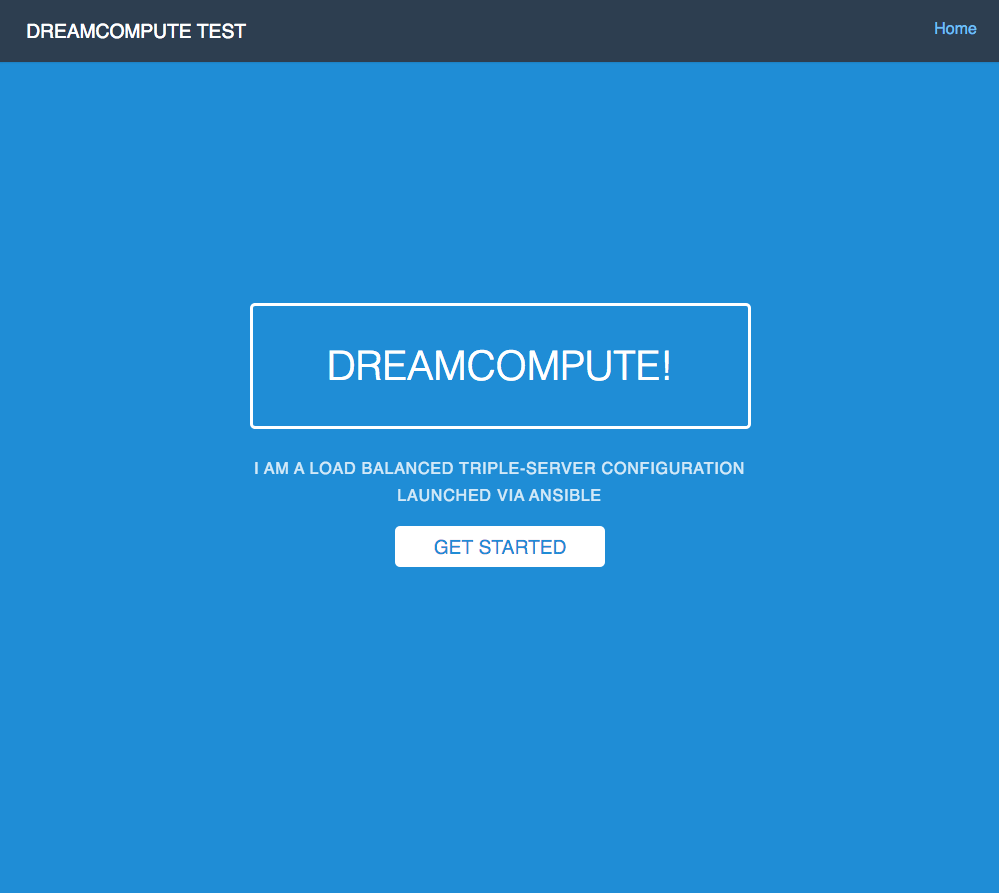 DREAMCOMPUTE TEST
Home
DREAMCOMPUTE!
I AM A LOAD BALANCED TRIPLE-SERVER CONFIGURATION
LAUNCHED VIA ANSIBLE
GET STARTED